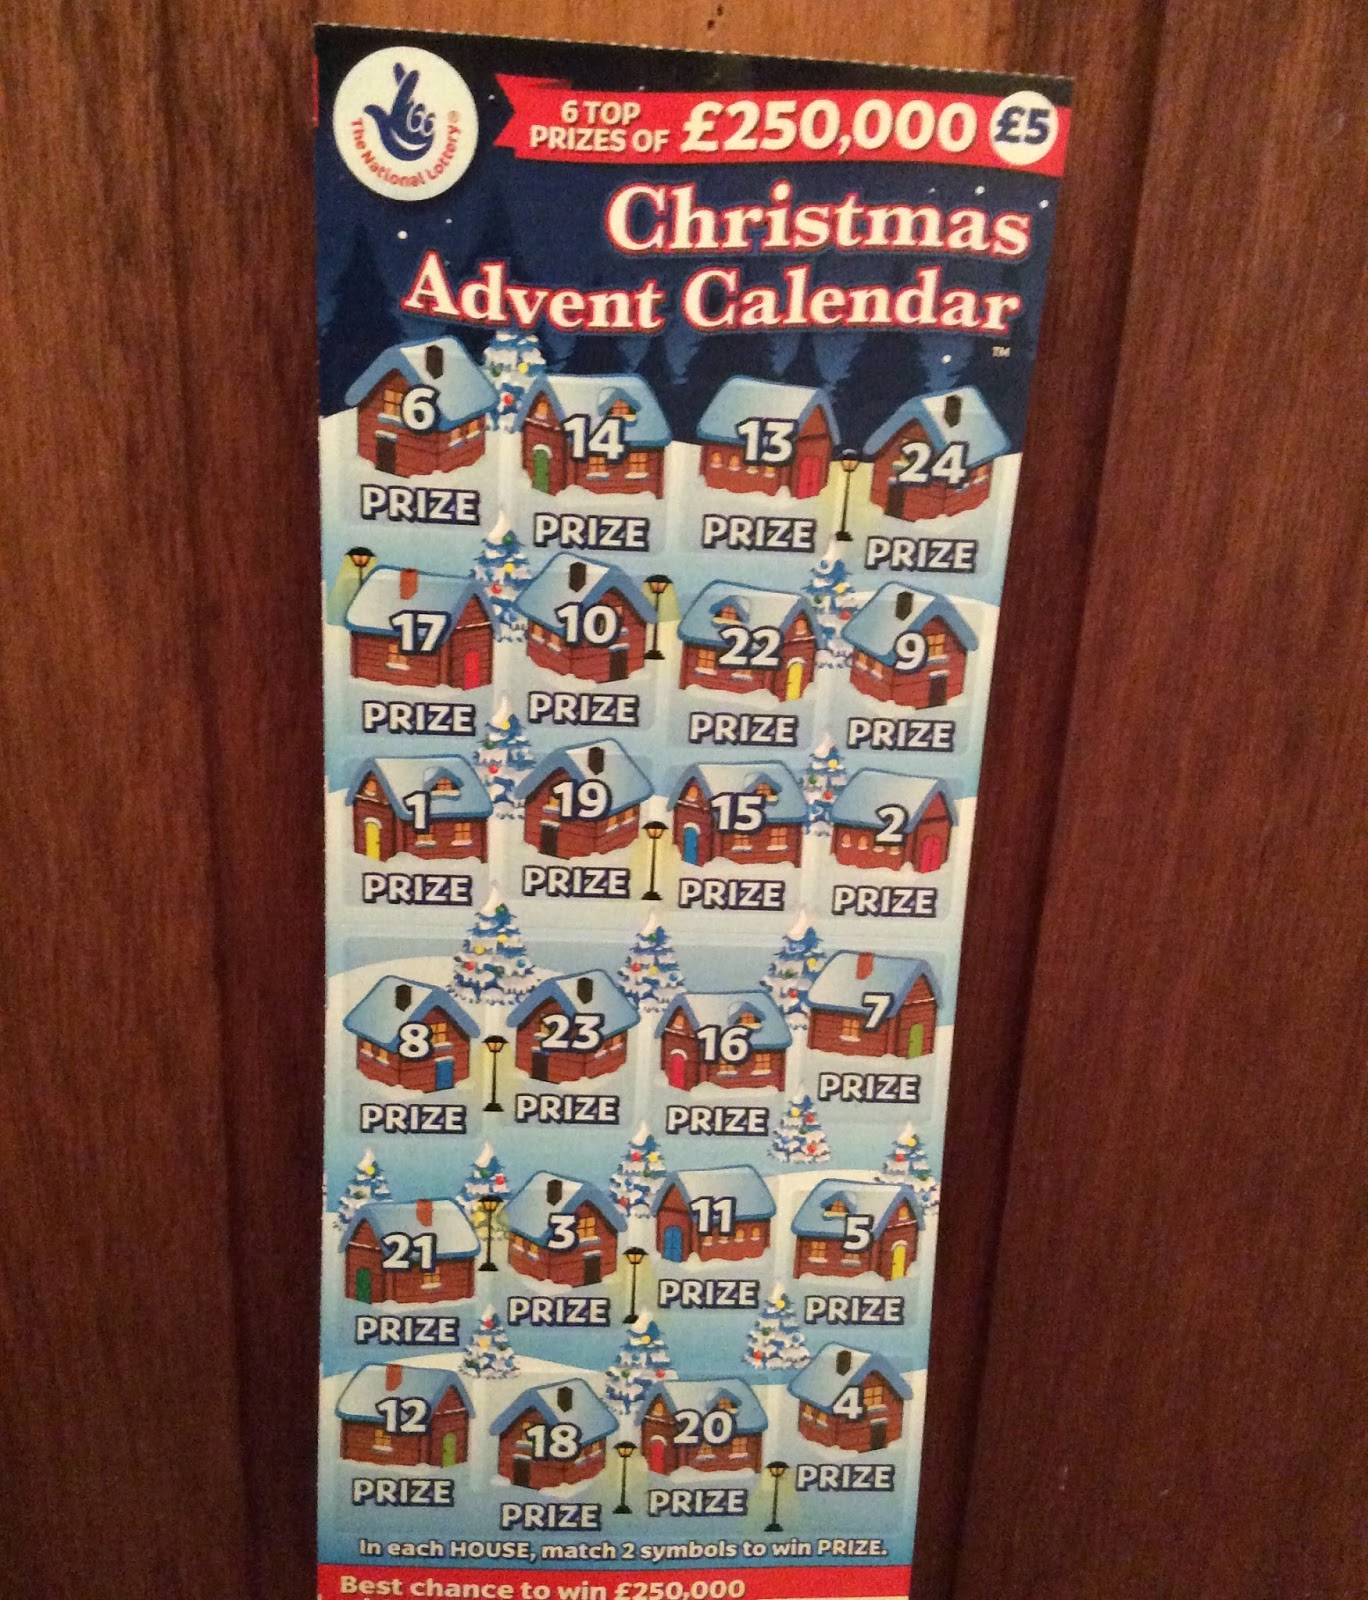 The National Lottery®
6 TOP
PRIZES OF £250,000 £5
Christmas
Advent Calendar™
6 14 13 24
PRIZE PRIZE PRIZE PRIZE
17 10 22 9
PRIZE PRIZE PRIZE PRIZE
1 19 15 2
PRIZE PRIZE PRIZE PRIZE
8 23 16 7
PRIZE PRIZE PRIZE PRIZE
21 3 11 5
PRIZE PRIZE PRIZE PRIZE
12 18 20 4
PRIZE PRIZE PRIZE PRIZE
In each HOUSE, match 2 symbols to win PRIZE.
Best chance to win £250,000